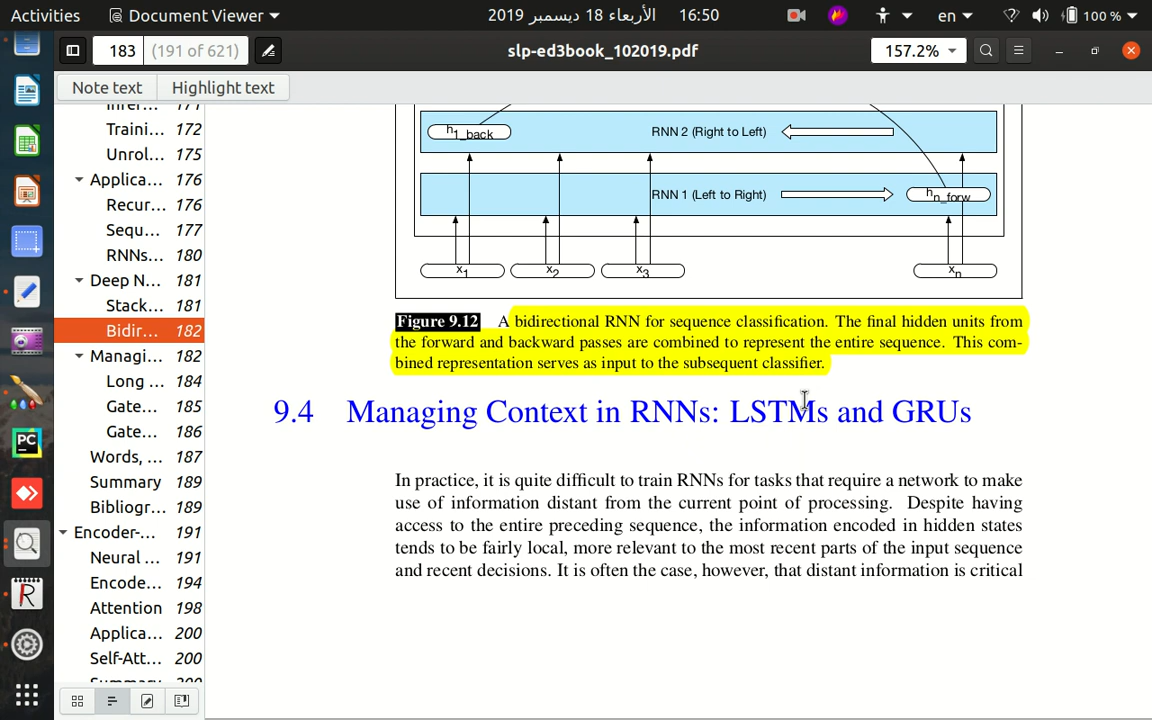 Activities
Document Viewer
الأربعاء 18 ديسمبر 2019
16:50
en
100 %
183
(191 of 621)
slp-ed3book_102019.pdf
157.2%
Note text
Highlight text
Traini... 172
Unrol... 175
Applica... 176
Recur... 176
Sequ... 177
RNNs... 180
Deep N... 181
Stack... 181
Bidir... 182
Managi... 182
Long ... 184
Gate... 185
Gate... 186
Words, ... 187
Summary 189
Bibliogr... 189
Encoder-... 191
Neural ... 191
Encode... 194
Attention 198
Applica... 200
Self-Att... 200
h1_back
RNN 2 (Right to Left)
RNN 1 (Left to Right)
hn_forw
x1
x2
x3
xn
Figure 9.12 A bidirectional RNN for sequence classification. The final hidden units from
the forward and backward passes are combined to represent the entire sequence. This com-
bined representation serves as input to the subsequent classifier.
9.4 Managing Context in RNNs: LSTMs and GRUs
In practice, it is quite difficult to train RNNs for tasks that require a network to make
use of information distant from the current point of processing. Despite having
access to the entire preceding sequence, the information encoded in hidden states
tends to be fairly local, more relevant to the most recent parts of the input sequence
and recent decisions. It is often the case, however, that distant information is critical
PC
R